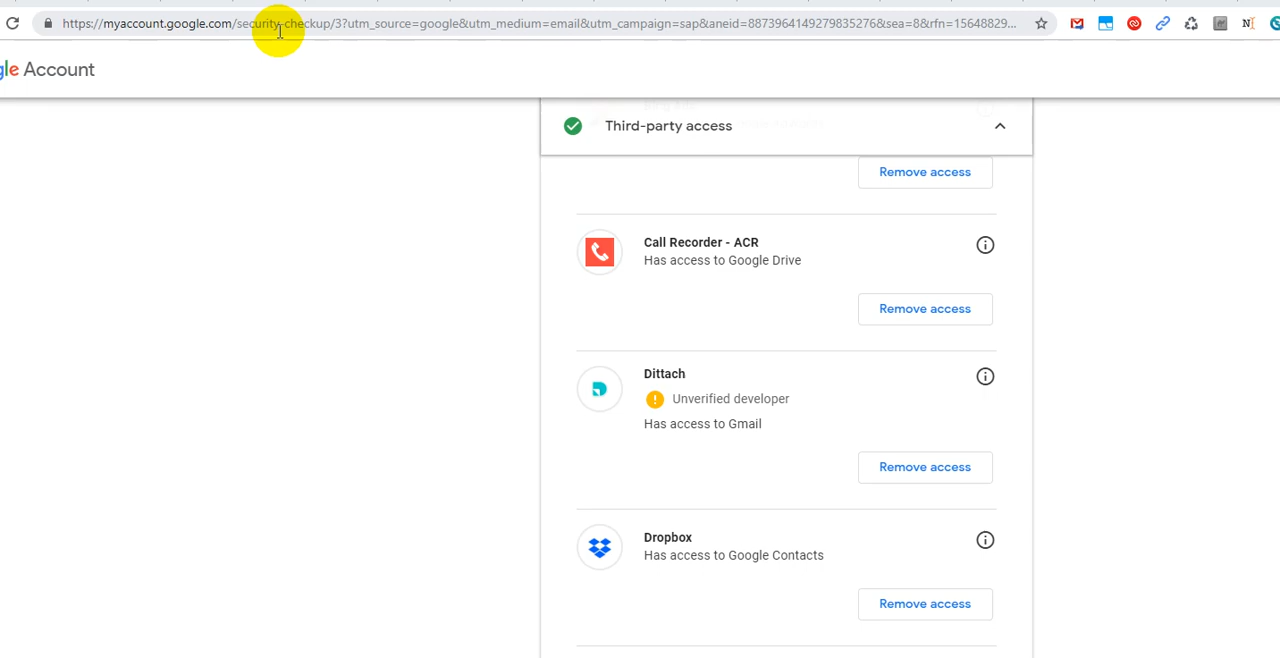 https://myaccount.google.com/security-checkup/3?utm_source=google&utm_medium=email&utm_campaign=sap&aneid=8873964149279835276&sea=8&rfn=15648829...
gle Account
Third-party access
Remove access
Call Recorder - ACR
Has access to Google Drive
Remove access
Dittach
Unverified developer
Has access to Gmail
Remove access
Dropbox
Has access to Google Contacts
Remove access